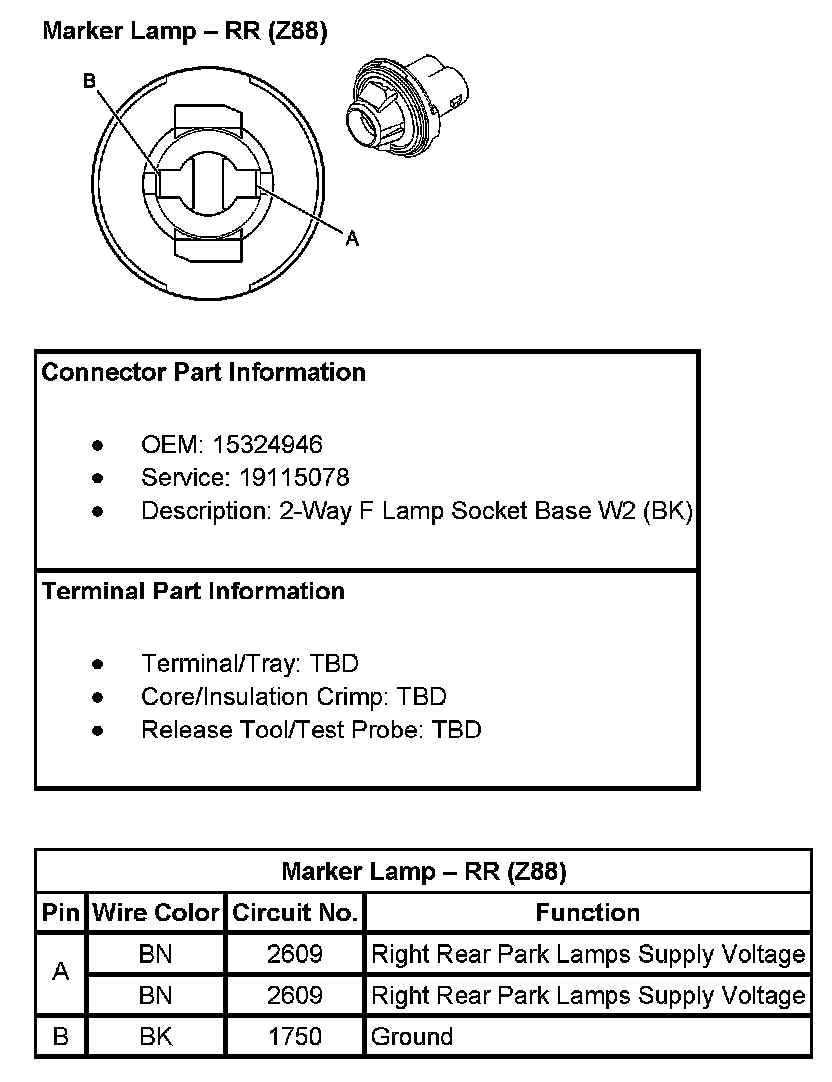 Marker Lamp – RR (Z88)
B
A
Connector Part Information
● OEM: 15324946
● Service: 19115078
● Description: 2-Way F Lamp Socket Base W2 (BK)
Terminal Part Information
● Terminal/Tray: TBD
● Core/Insulation Crimp: TBD
● Release Tool/Test Probe: TBD
Marker Lamp – RR (Z88)
Pin Wire Color Circuit No. Function
A BN 2609 Right Rear Park Lamps Supply Voltage
BN 2609 Right Rear Park Lamps Supply Voltage
B BK 1750 Ground